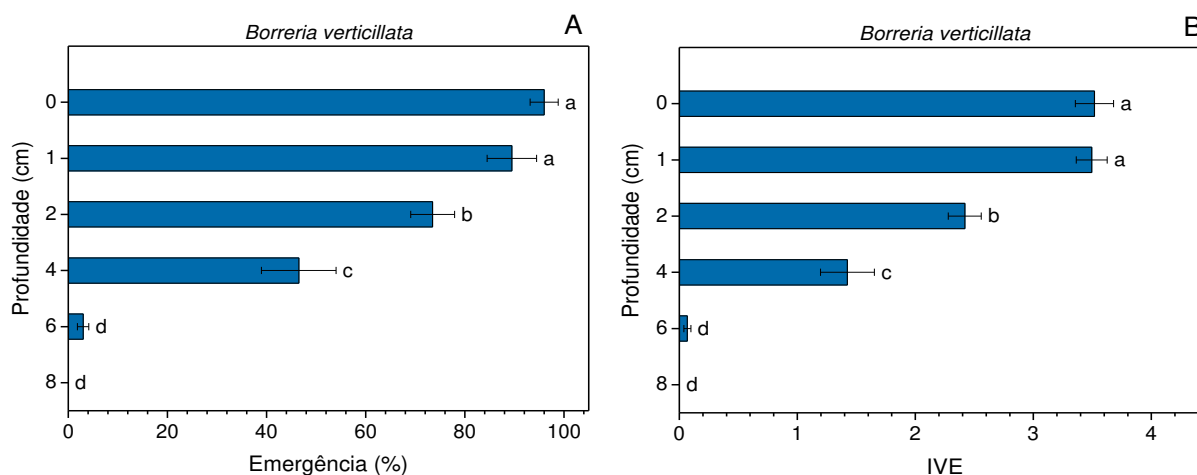 Borreria verticillata
A
Profundidade (cm)
0
a
1
a
2
b
4
c
6
d
8
d
0 20 40 60 80 100
Emergência (%)
Borreria verticillata
B
Profundidade (cm)
0
a
1
a
2
b
4
c
6
d
8
d
0 1 2 3 4
IVE